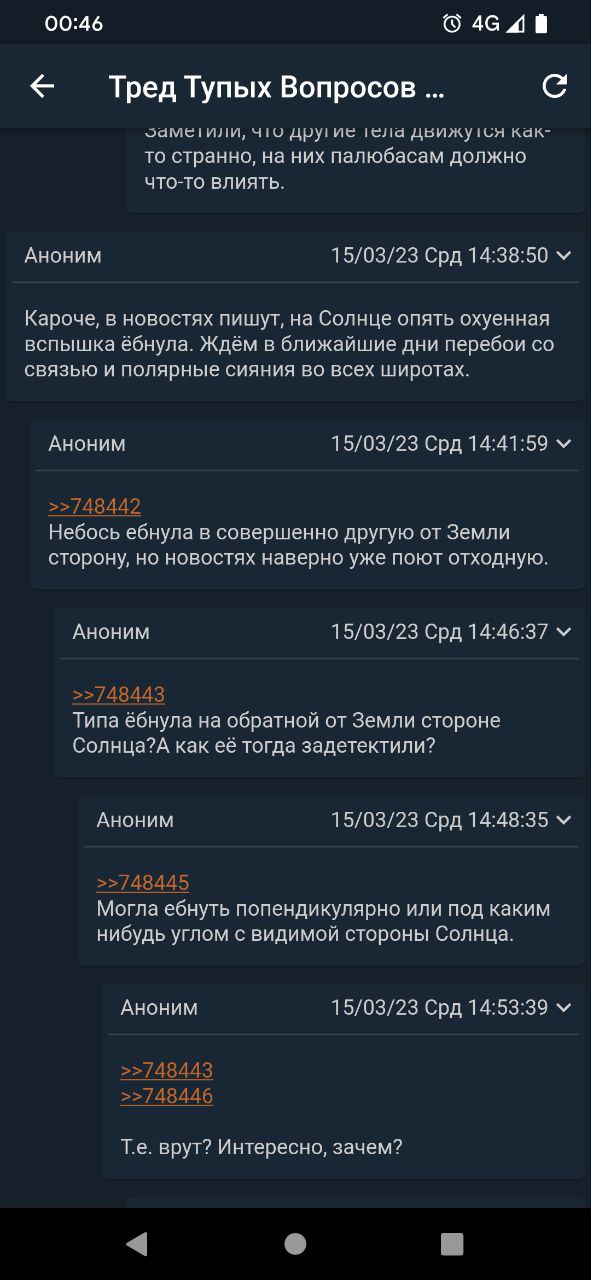 00:46
4G
Тред Тупых Вопросов ...
Заметили, что другие тела движутся как-
то странно, на них палюбасам должно
что-то влиять.
Аноним 15/03/23 Срд 14:38:50
Кароче, в новостях пишут, на Солнце опять охуенная
вспышка ёбнула. Ждём в ближайшие дни перебои со
связью и полярные сияния во всех широтах.
Аноним 15/03/23 Срд 14:41:59
>>748442
Небось ебнула в совершенно другую от Земли
сторону, но новостях наверно уже поют отходную.
Аноним 15/03/23 Срд 14:46:37
>>748443
Типа ёбнула на обратной от Земли стороне
Солнца?А как её тогда задетектили?
Аноним 15/03/23 Срд 14:48:35
>>748445
Могла ебнуть попендикулярно или под каким
нибудь углом с видимой стороны Солнца.
Аноним 15/03/23 Срд 14:53:39
>>748443
>>748446
Т.е. врут? Интересно, зачем?